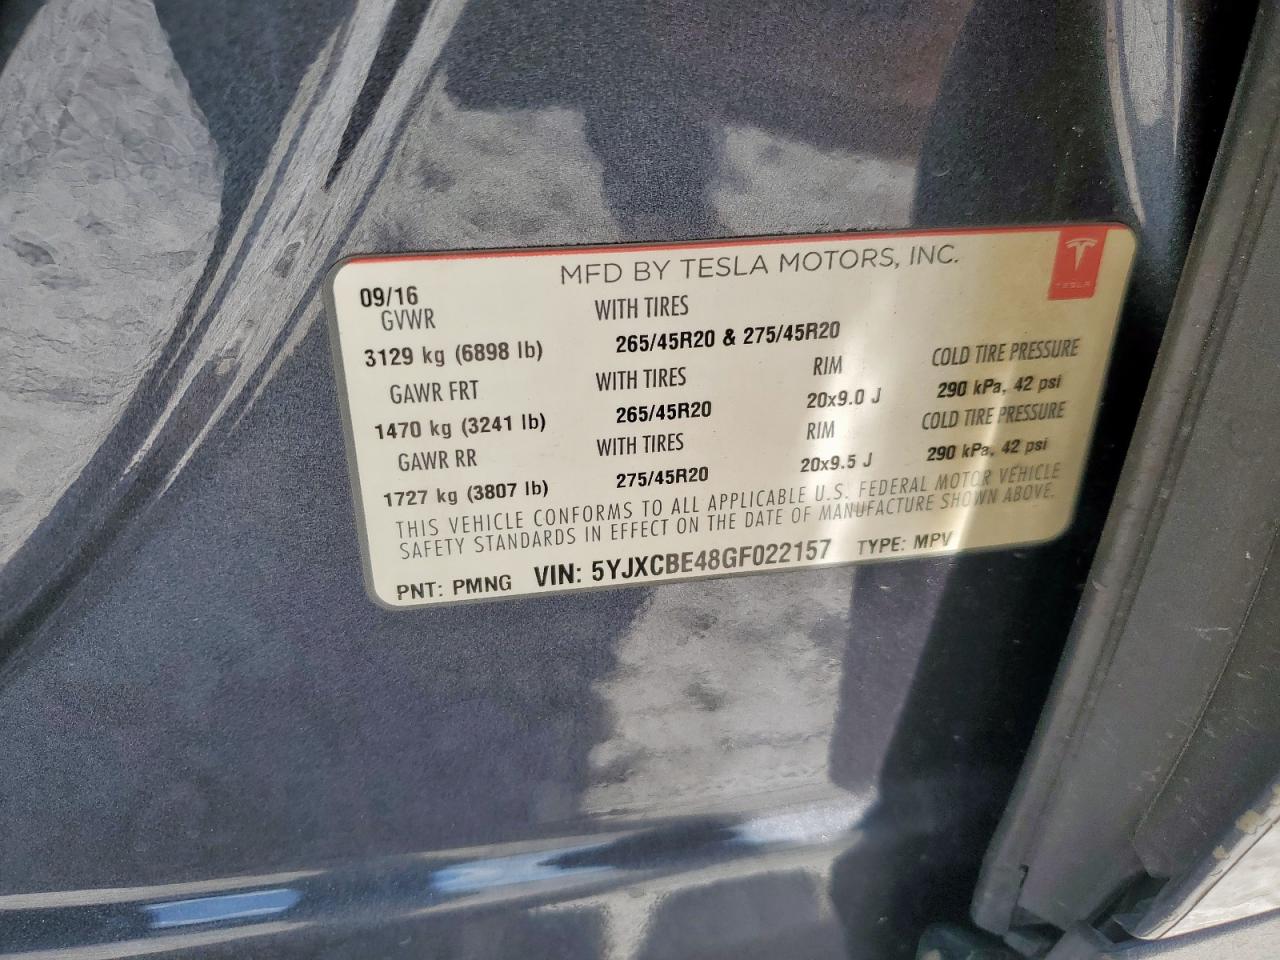 MFD BY TESLA MOTORS, INC.
TESLA
09/16
GVWR WITH TIRES
3129 kg (6898 lb) 265/45R20 & 275/45R20
GAWR FRT WITH TIRES RIM COLD TIRE PRESSURE
1470 kg (3241 lb) 265/45R20 20x9.0 J 290 kPa, 42 psi
GAWR RR WITH TIRES RIM COLD TIRE PRESSURE
1727 kg (3807 lb) 275/45R20 20x9.5 J 290 kPa, 42 psi
THIS VEHICLE CONFORMS TO ALL APPLICABLE U.S. FEDERAL MOTOR VEHICLE
SAFETY STANDARDS IN EFFECT ON THE DATE OF MANUFACTURE SHOWN ABOVE.
PNT: PMNG VIN: 5YJXCBE48GF022157 TYPE: MPV